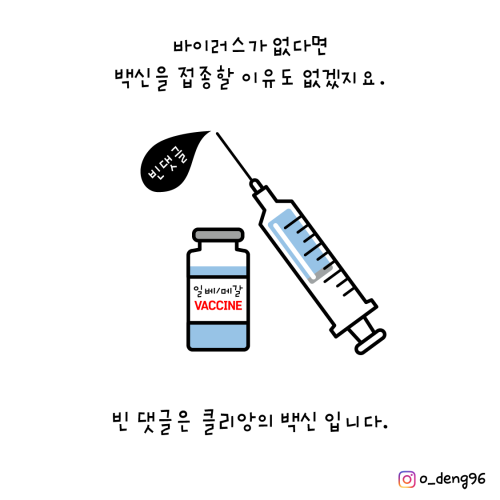 바이러스가 없다면
백신을 접종할 이유도 없겠지요.
빈댓글
일베/메갈
VACCINE
빈 댓글은 클리앙의 백신 입니다.
o_deng96